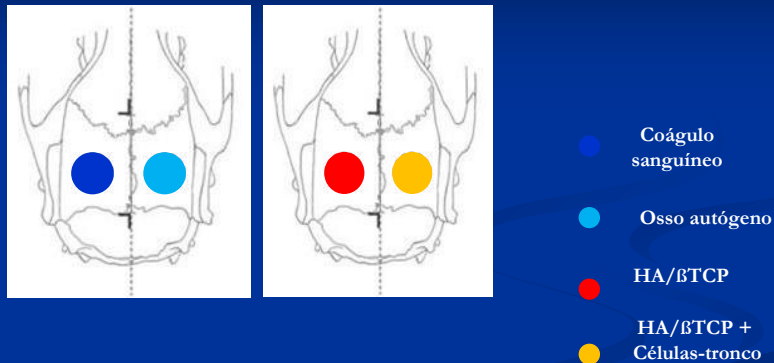 Coágulo
sanguíneo
Osso autógeno
HA/ßTCP
HA/ßTCP +
Células-tronco